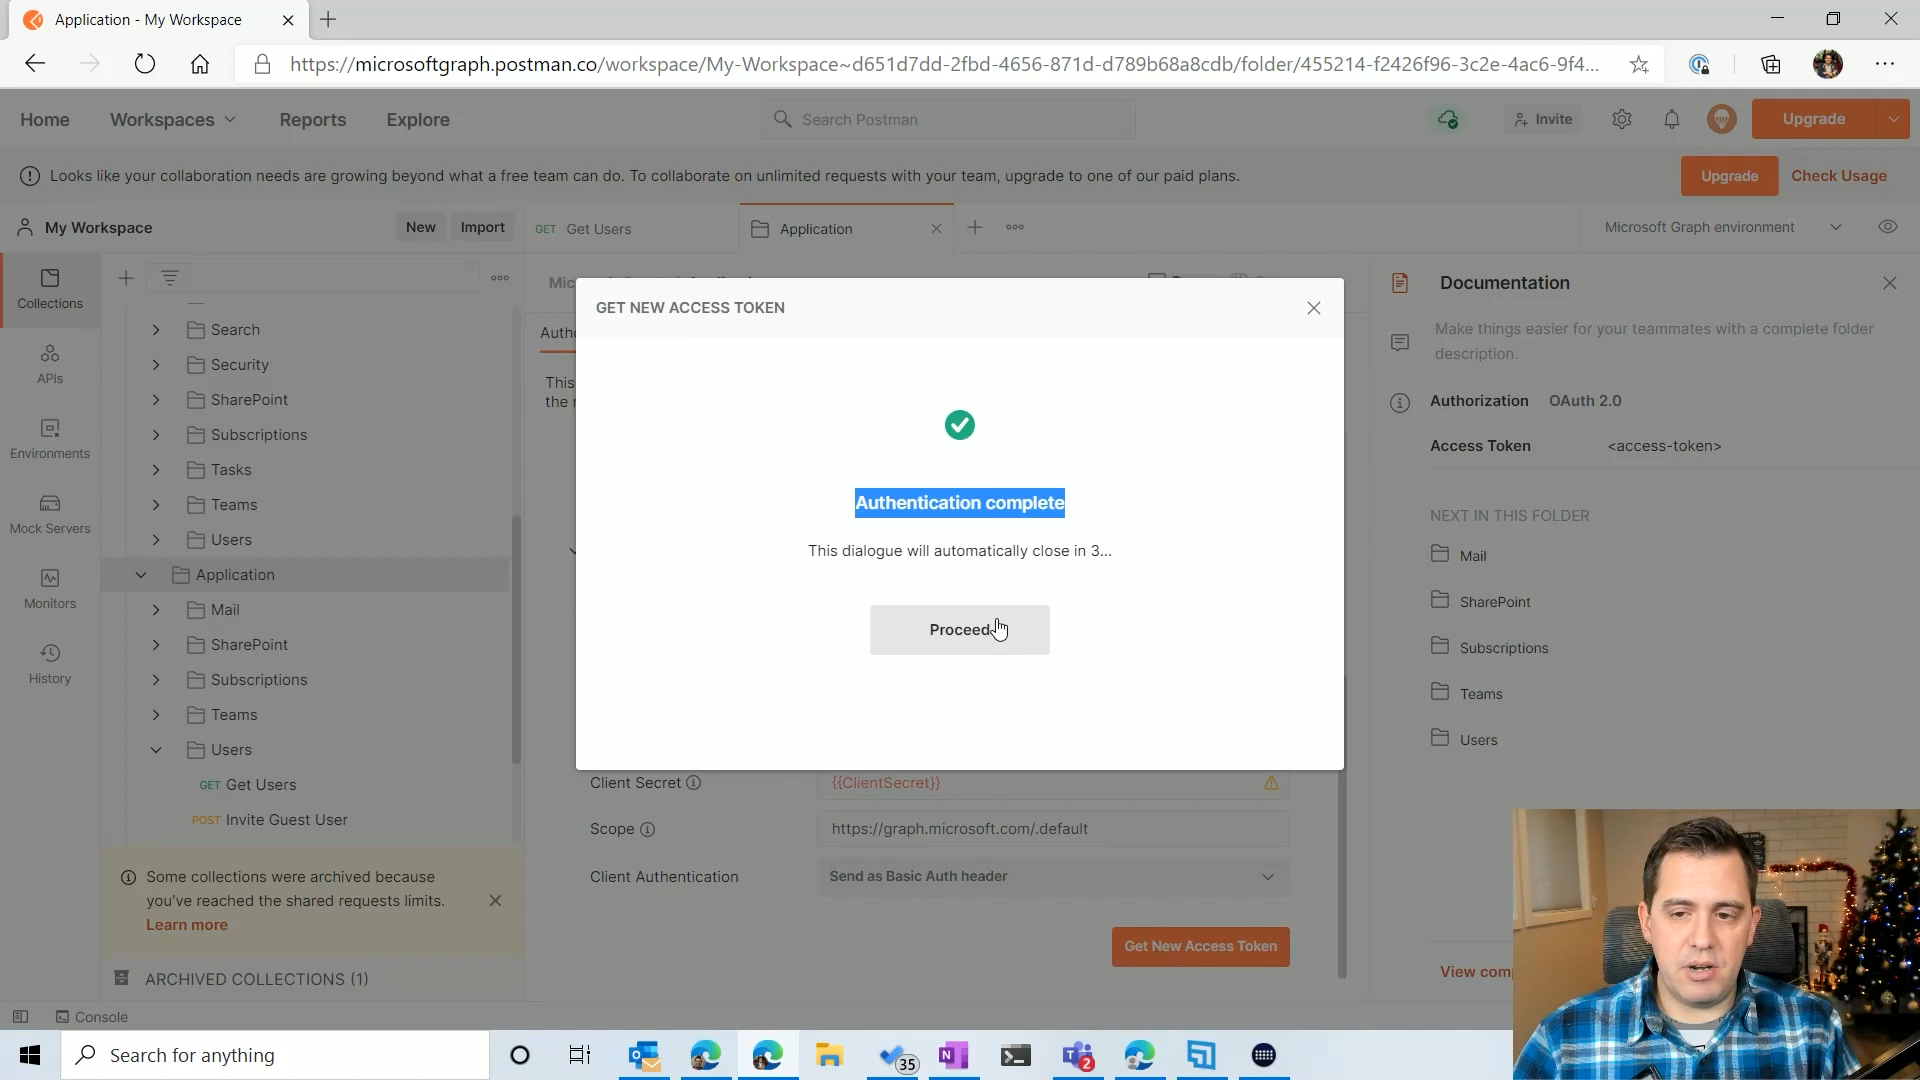 Application - My Workspace
https://microsoftgraph.postman.co/workspace/My-Workspace~d651d7dd-2fbd-4656-871d-d789b68a8cdb/folder/455214-f2426f96-3c2e-4ac6-9f4...
Home
Workspaces
Reports
Explore
Search Postman
Invite
Upgrade
Looks like your collaboration needs are growing beyond what a free team can do. To collaborate on unlimited requests with your team, upgrade to one of our paid plans.
Upgrade
Check Usage
My Workspace
New
Import
GET Get Users
Application
Microsoft Graph environment
Collections
APIs
Environments
Mock Servers
Monitors
History
Search
Security
SharePoint
Subscriptions
Tasks
Teams
Users
Application
Mail
SharePoint
Subscriptions
Teams
Users
GET Get Users
POST Invite Guest User
Some collections were archived because
you've reached the shared requests limits.
Learn more
ARCHIVED COLLECTIONS (1)
Console
GET NEW ACCESS TOKEN
Authentication complete
This dialogue will automatically close in 3...
Proceed
This
Client Secret
{{ClientSecret}}
Scope
https://graph.microsoft.com/.default
Client Authentication
Send as Basic Auth header
Get New Access Token
Documentation
Make things easier for your teammates with a complete folder
description.
Authorization OAuth 2.0
Access Token <access-token>
NEXT IN THIS FOLDER
Mail
SharePoint
Subscriptions
Teams
Users
View com
Search for anything
35
2